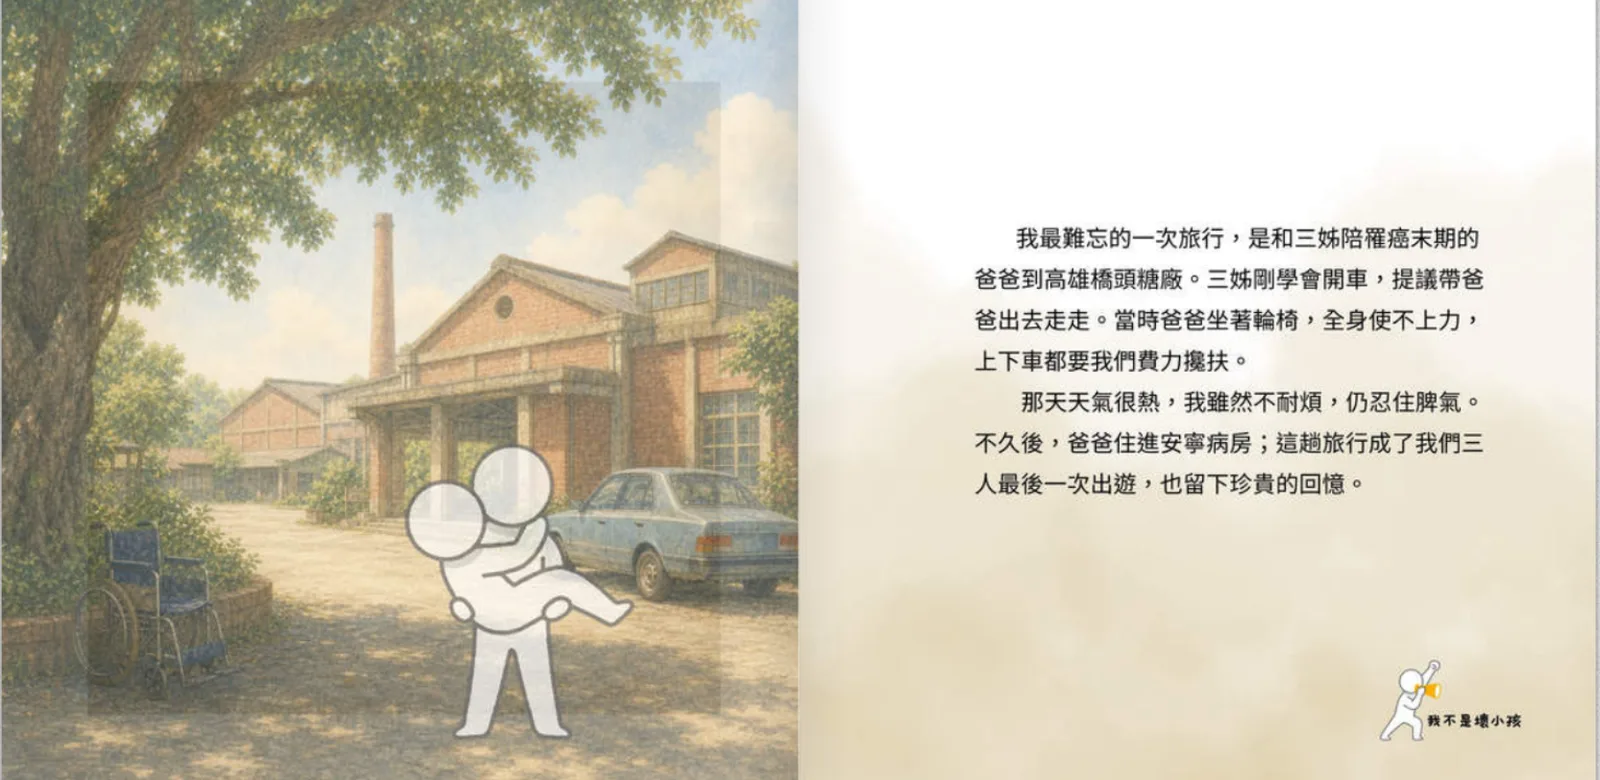 我最難忘的一次旅行，是和三姊陪罹癌末期的
爸爸到高雄橋頭糖廠。三姊剛學會開車，提議帶爸
爸出去走走。當時爸爸坐著輪椅，全身使不上力，
上下車都要我們費力攙扶。
那天天氣很熱，我雖然不耐煩，仍忍住脾氣。
不久後，爸爸住進安寧病房；這趟旅行成了我們三
人最後一次出遊，也留下珍貴的回憶。
我不是壞小孩